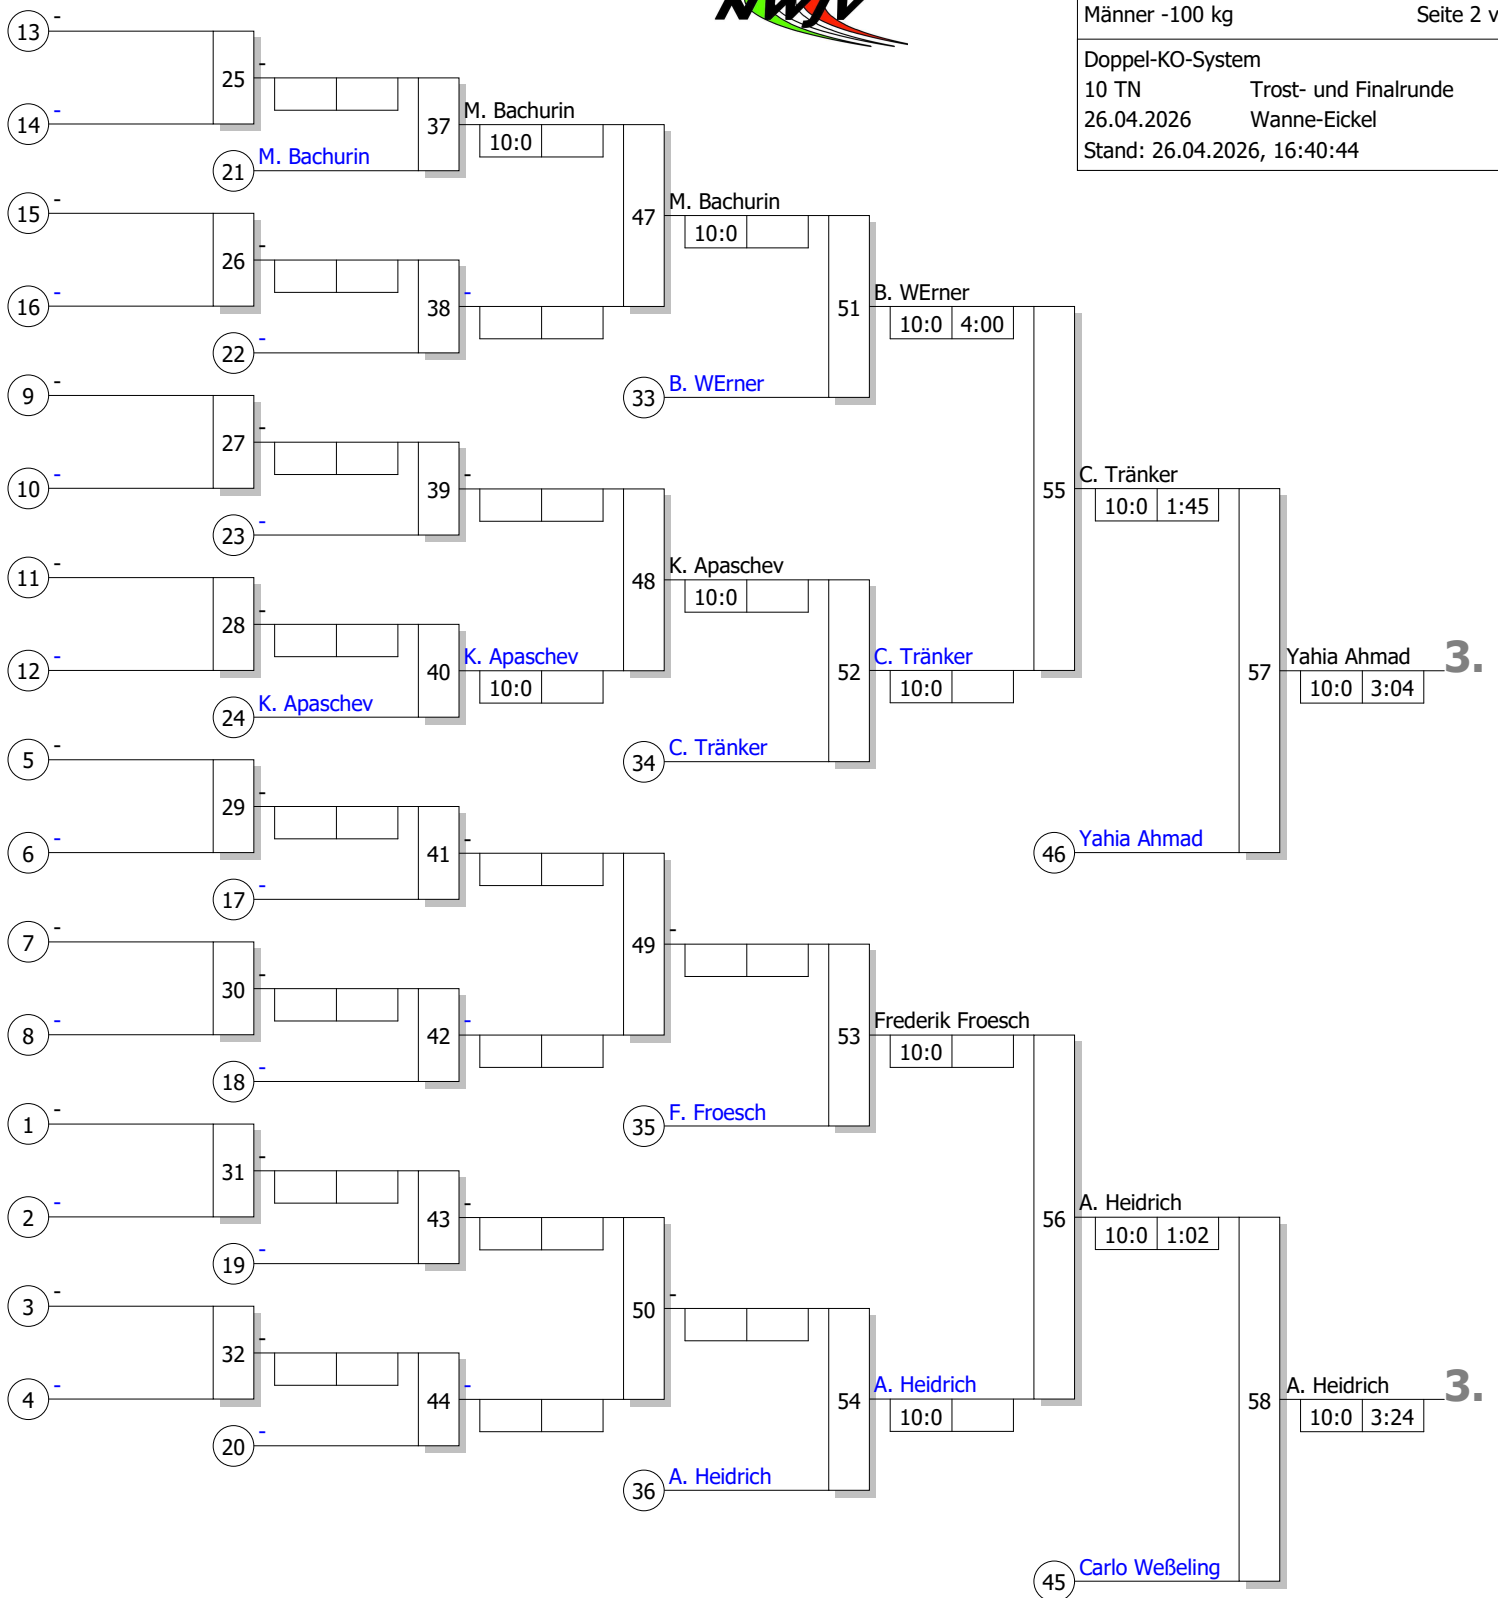 NWJV
Männer -100 kg Seite 2 v
Doppel-KO-System
10 TN Trost- und Finalrunde
26.04.2026 Wanne-Eickel
Stand: 26.04.2026, 16:40:44
13 -
25 -
14 -
37 M. Bachurin
10:0
21 M. Bachurin
15 -
47 M. Bachurin
10:0
26 -
16 -
38 -
22 -
51 B. WErner
10:0 4:00
33 B. WErner
9 -
27 -
10 -
39 -
23 -
55 C. Tränker
10:0 1:45
11 -
48 K. Apaschev
10:0
28 -
12 -
40 K. Apaschev
10:0
24 K. Apaschev
52 C. Tränker
10:0
34 C. Tränker
57 Yahia Ahmad 3.
10:0 3:04
5 -
29 -
6 -
41 -
17 -
46 Yahia Ahmad
7 -
49 -
30 -
8 -
42 -
18 -
53 Frederik Froesch
10:0
35 F. Froesch
1 -
31 -
2 -
43 -
19 -
56 A. Heidrich
10:0 1:02
3 -
50 -
32 -
4 -
44 -
20 -
54 A. Heidrich
10:0
36 A. Heidrich
58 A. Heidrich 3.
10:0 3:24
45 Carlo Weßeling